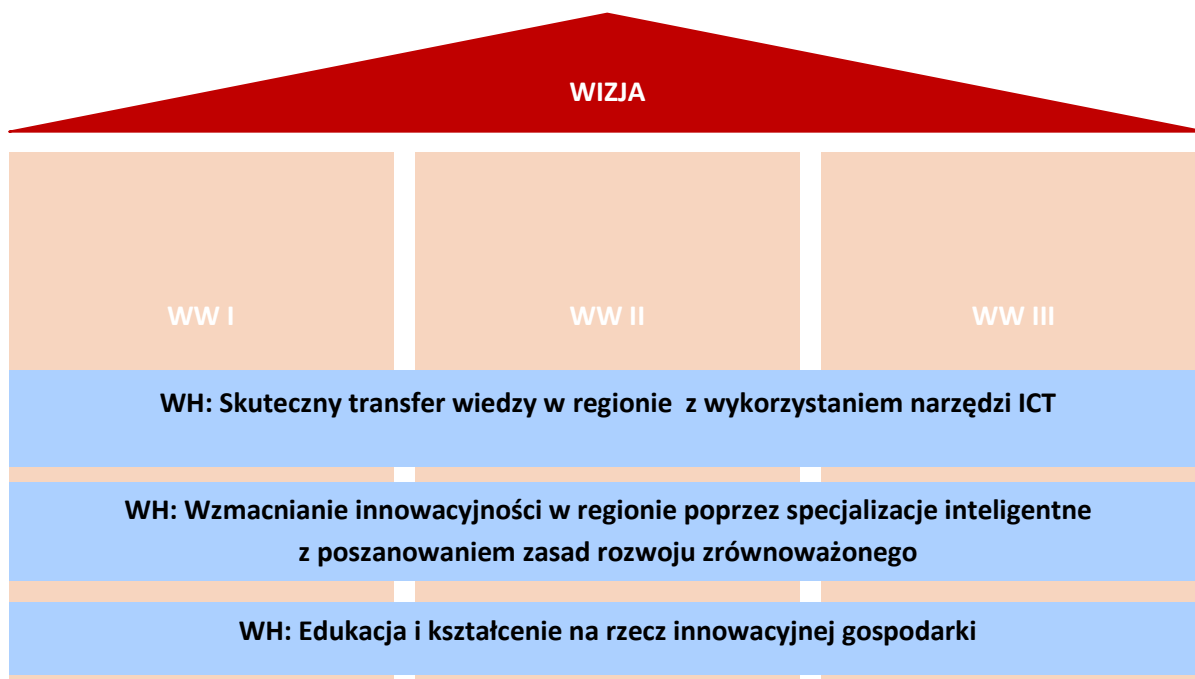 WIZJA
WW I
WW II
WW III
WH: Skuteczny transfer wiedzy w regionie z wykorzystaniem narzędzi ICT
WH: Wzmacnianie innowacyjności w regionie poprzez specjalizacje inteligentne
z poszanowaniem zasad rozwoju zrównoważonego
WH: Edukacja i kształcenie na rzecz innowacyjnej gospodarki